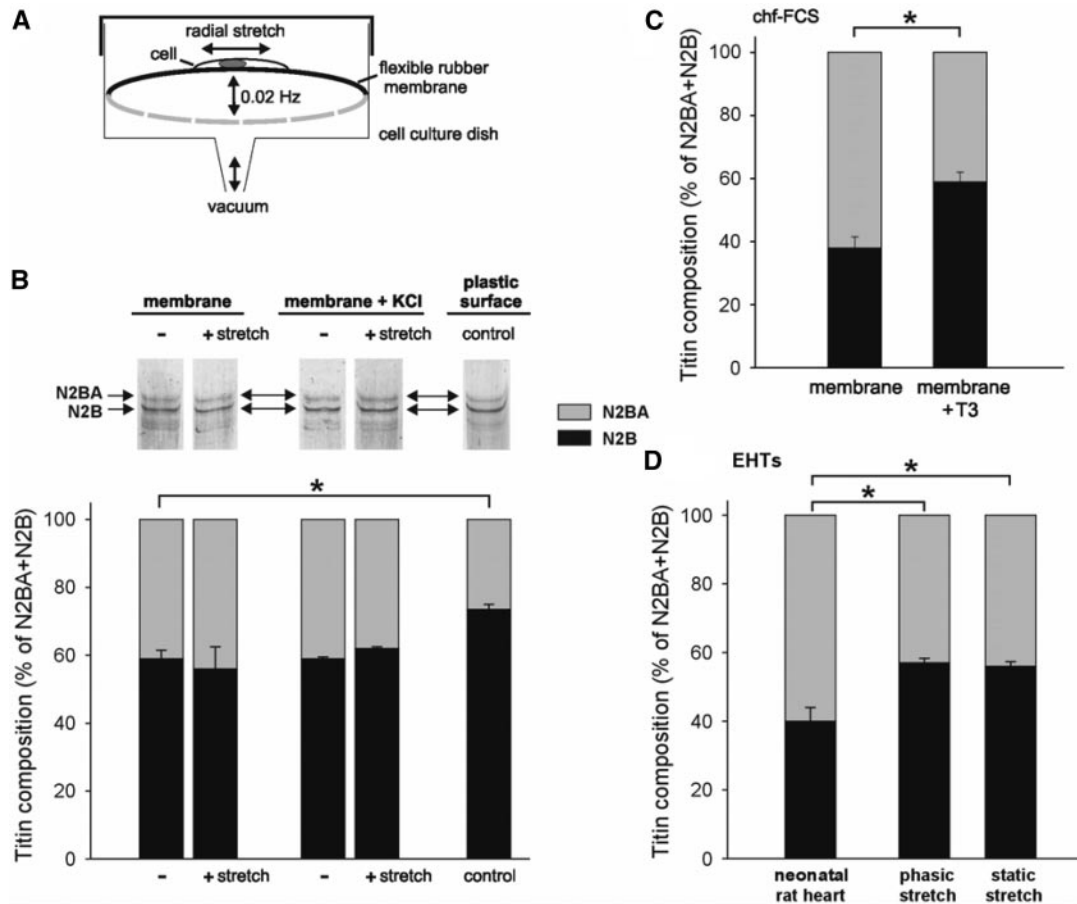 A
radial stretch
cell
flexible rubber
membrane
0.02 Hz
cell culture dish
vacuum
B
membrane
membrane + KCl
plastic
surface
- + stretch - + stretch control
N2BA
N2B
N2BA
N2B
*
Titin composition (% of N2BA+N2B)
100
80
60
40
20
0
- + stretch - + stretch control
C
chf-FCS
*
Titin composition (% of N2BA+N2B)
100
80
60
40
20
0
membrane
membrane
+ T3
D
EHTs
*
*
Titin composition (% of N2BA+N2B)
100
80
60
40
20
0
neonatal
rat heart
phasic
stretch
static
stretch